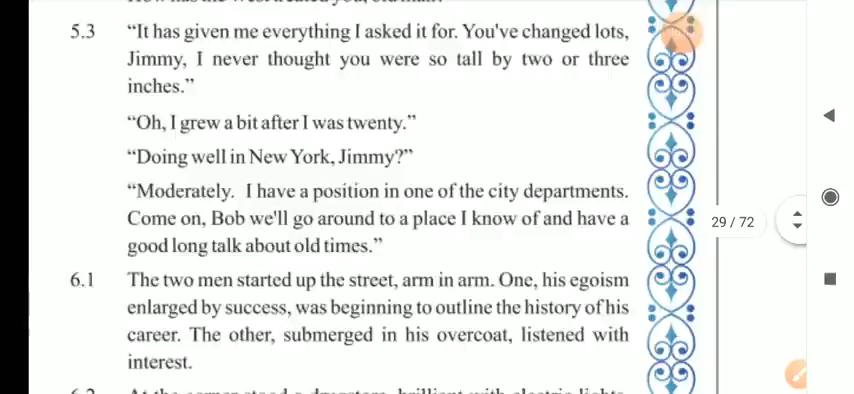 5.3 “It has given me everything I asked it for. You've changed lots,
Jimmy, I never thought you were so tall by two or three
inches.”
“Oh, I grew a bit after I was twenty.”
“Doing well in New York, Jimmy?”
“Moderately. I have a position in one of the city departments.
Come on, Bob we'll go around to a place I know of and have a
good long talk about old times.”
29 / 72
6.1 The two men started up the street, arm in arm. One, his egoism
enlarged by success, was beginning to outline the history of his
career. The other, submerged in his overcoat, listened with
interest.